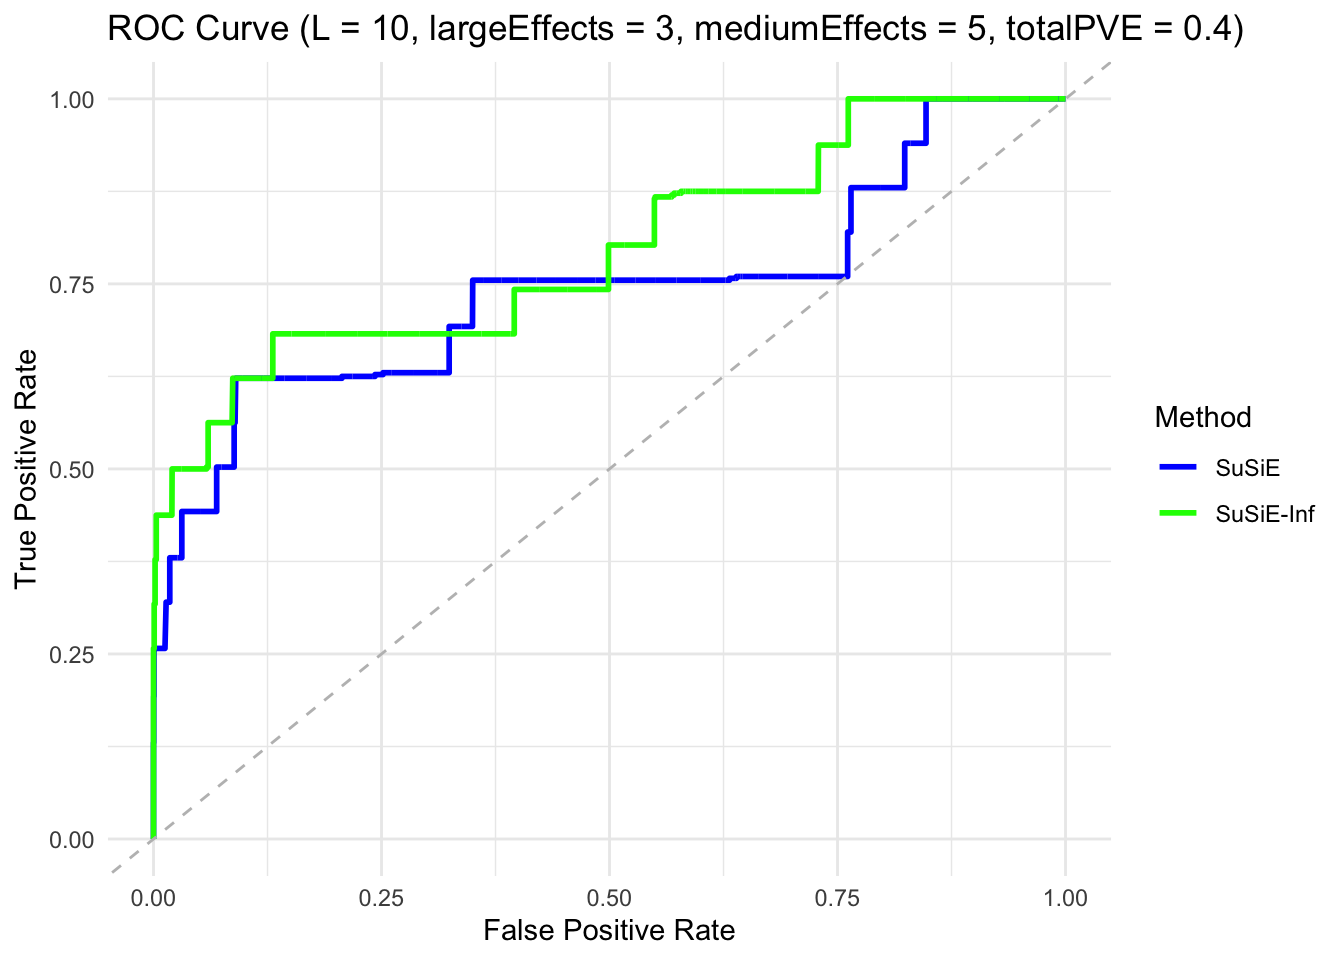 ROC Curve (L = 10, largeEffects = 3, mediumEffects = 5, totalPVE = 0.4)
1.00
0.75
0.50
0.25
0.00
True Positive Rate
0.00 0.25 0.50 0.75 1.00
False Positive Rate
Method
SuSiE
SuSiE-Inf